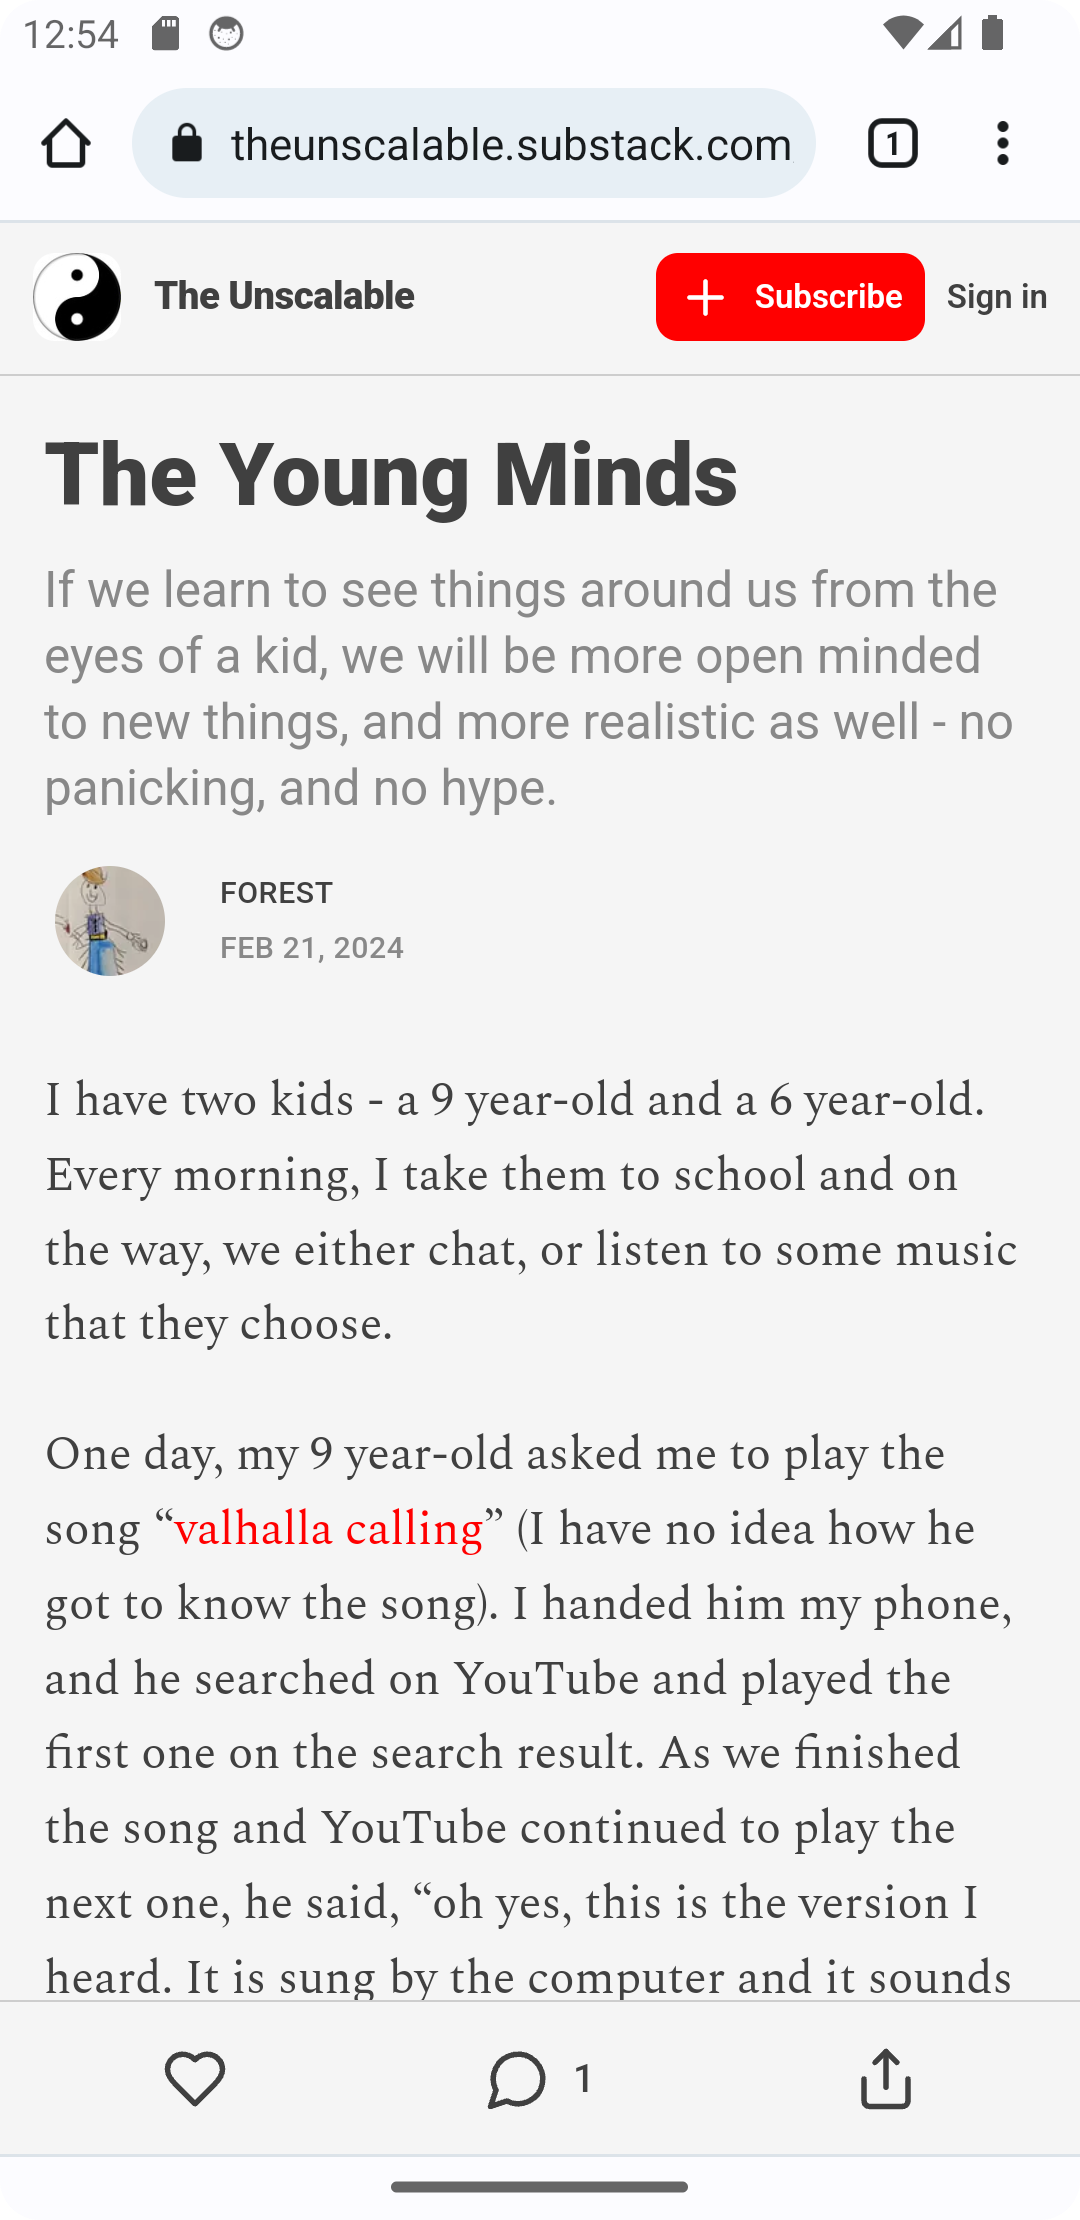 12:54
theunscalable.substack.com
1
The Unscalable
Subscribe
Sign in
The Young Minds
If we learn to see things around us from the
eyes of a kid, we will be more open minded
to new things, and more realistic as well - no
panicking, and no hype.
FOREST
FEB 21, 2024
I have two kids - a 9 year-old and a 6 year-old.
Every morning, I take them to school and on
the way, we either chat, or listen to some music
that they choose.
One day, my 9 year-old asked me to play the
song “valhalla calling” (I have no idea how he
got to know the song). I handed him my phone,
and he searched on YouTube and played the
first one on the search result. As we finished
the song and YouTube continued to play the
next one, he said, “oh yes, this is the version I
heard. It is sung by the computer and it sounds
1